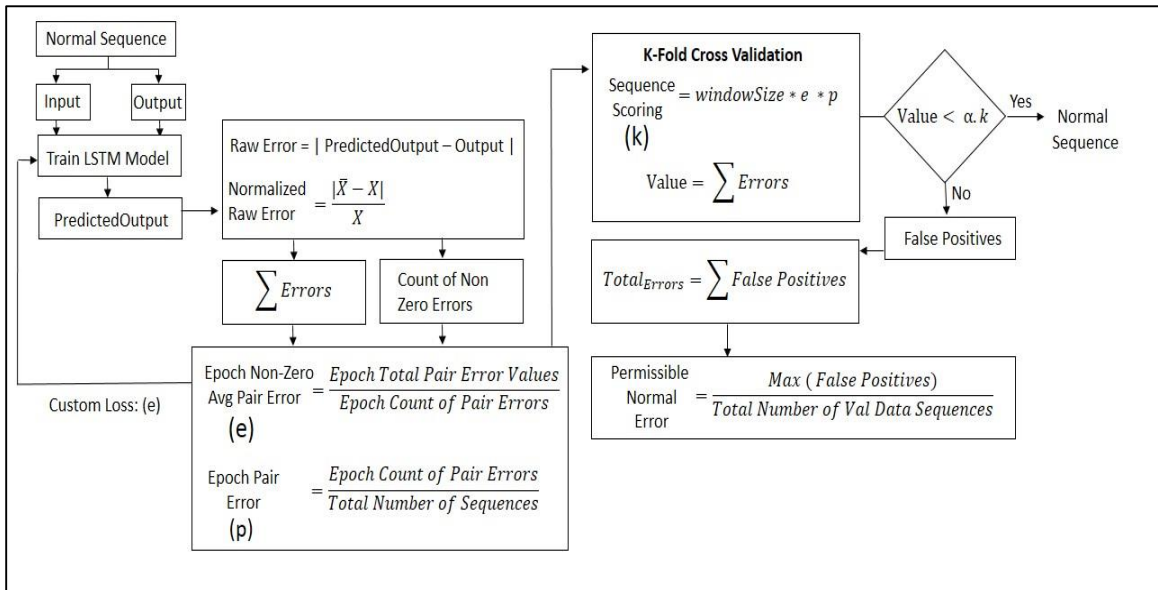 Normal Sequence
Input
Output
Train LSTM Model
PredictedOutput
Raw Error = | PredictedOutput – Output |
Normalized
Raw Error
= |X̄ − X| / X
∑ Errors
Count of Non
Zero Errors
Custom Loss: (e)
Epoch Non-Zero
Avg Pair Error
(e)
= Epoch Total Pair Error Values / Epoch Count of Pair Errors
Epoch Pair
Error
(p)
= Epoch Count of Pair Errors / Total Number of Sequences
K-Fold Cross Validation
Sequence
Scoring
(k)
= windowSize * e * p
Value = ∑ Errors
Value < α.k
Yes
Normal
Sequence
No
False Positives
Total Errors = ∑ False Positives
Permissible
Normal
Error
= Max ( False Positives) / Total Number of Val Data Sequences